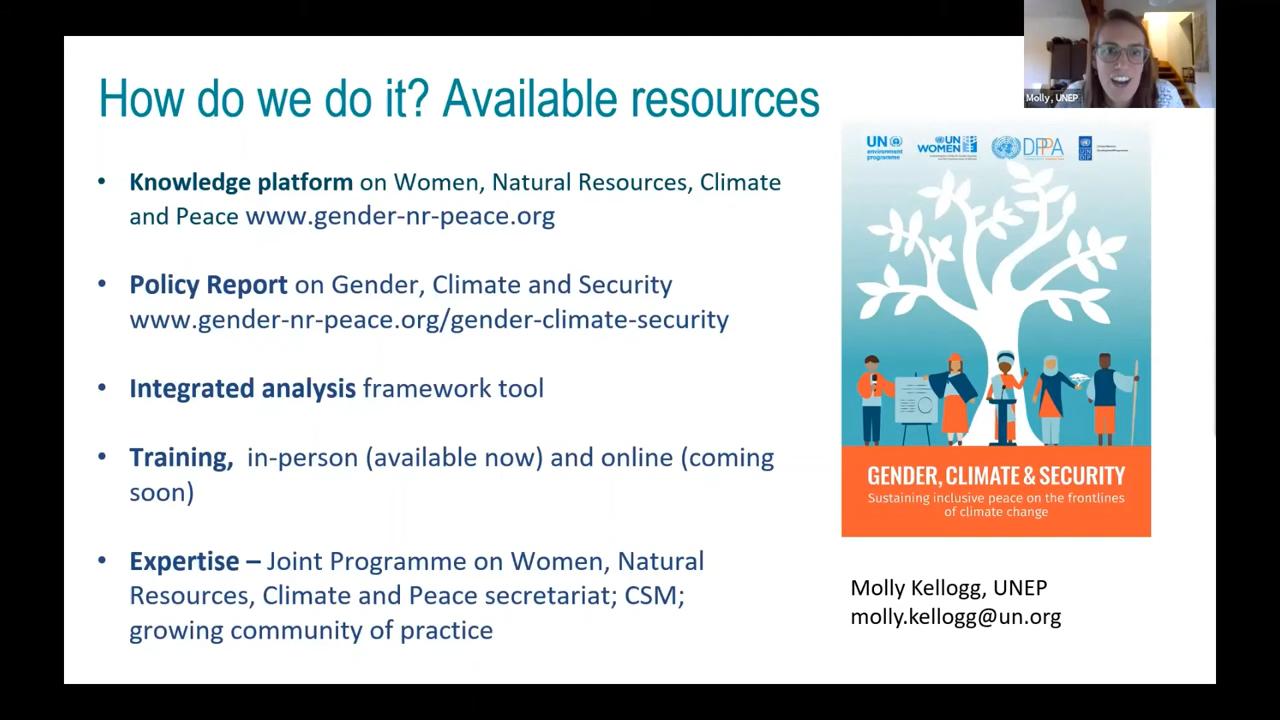 How do we do it? Available resources
Molly, UNEP
• Knowledge platform on Women, Natural Resources, Climate
and Peace www.gender-nr-peace.org
• Policy Report on Gender, Climate and Security
www.gender-nr-peace.org/gender-climate-security
• Integrated analysis framework tool
• Training, in-person (available now) and online (coming
soon)
• Expertise – Joint Programme on Women, Natural
Resources, Climate and Peace secretariat; CSM;
growing community of practice
UN
environment
programme
UN
WOMEN
DPPA
UN
DP
GENDER, CLIMATE & SECURITY
Sustaining inclusive peace on the frontlines
of climate change
Molly Kellogg, UNEP
molly.kellogg@un.org